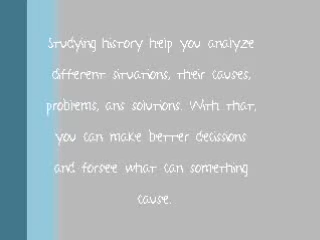 Studying history help you analyze
different situations, their causes,
problems, ans solutions. With that,
you can make better decissions
and forsee what can something
cause.